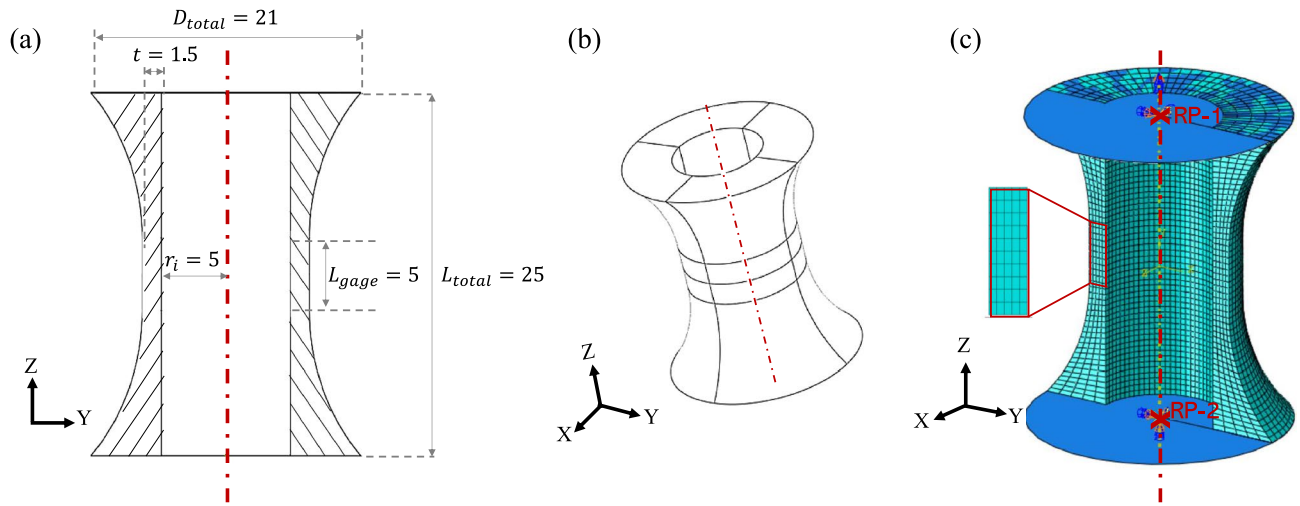 (a)
D_total = 21
t = 1.5
r_i = 5
L_gage = 5
L_total = 25
Z
Y
(b)
Z
Y
X
(c)
RP-1
RP-2
Z
Y
X